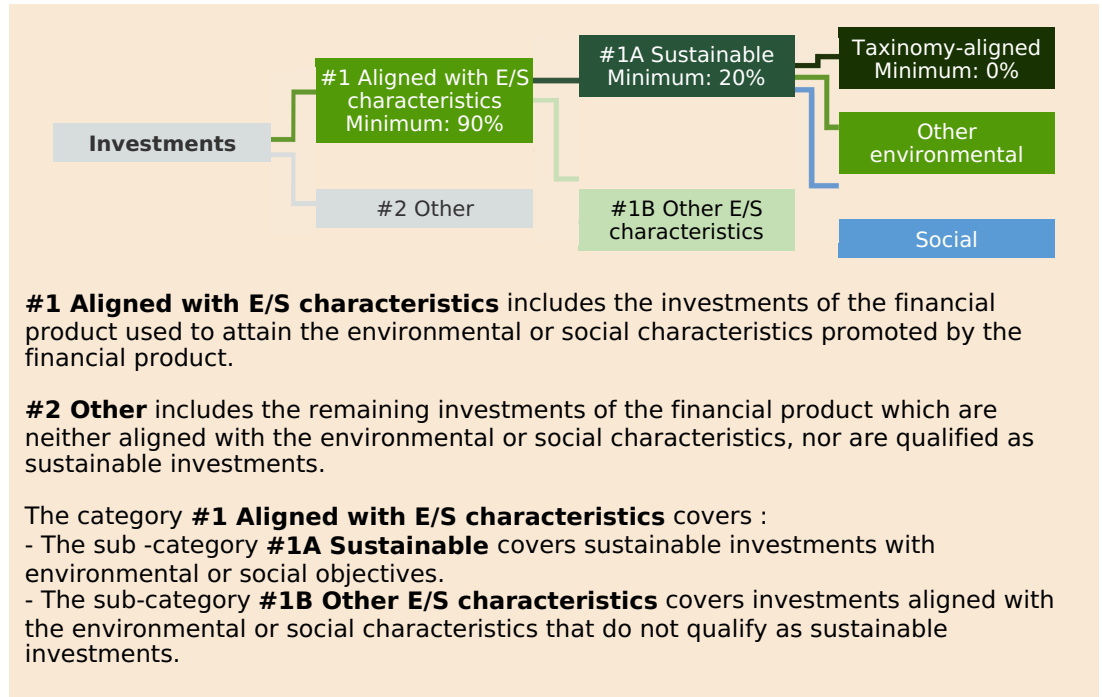 #1A Sustainable
Minimum: 20%
Taxinomy-aligned
Minimum: 0%
#1 Aligned with E/S
characteristics
Minimum: 90%
Investments
Other
environmental
#2 Other
#1B Other E/S
characteristics
Social
#1 Aligned with E/S characteristics includes the investments of the financial
product used to attain the environmental or social characteristics promoted by the
financial product.
#2 Other includes the remaining investments of the financial product which are
neither aligned with the environmental or social characteristics, nor are qualified as
sustainable investments.
The category #1 Aligned with E/S characteristics covers :
- The sub -category #1A Sustainable covers sustainable investments with
environmental or social objectives.
- The sub-category #1B Other E/S characteristics covers investments aligned with
the environmental or social characteristics that do not qualify as sustainable
investments.